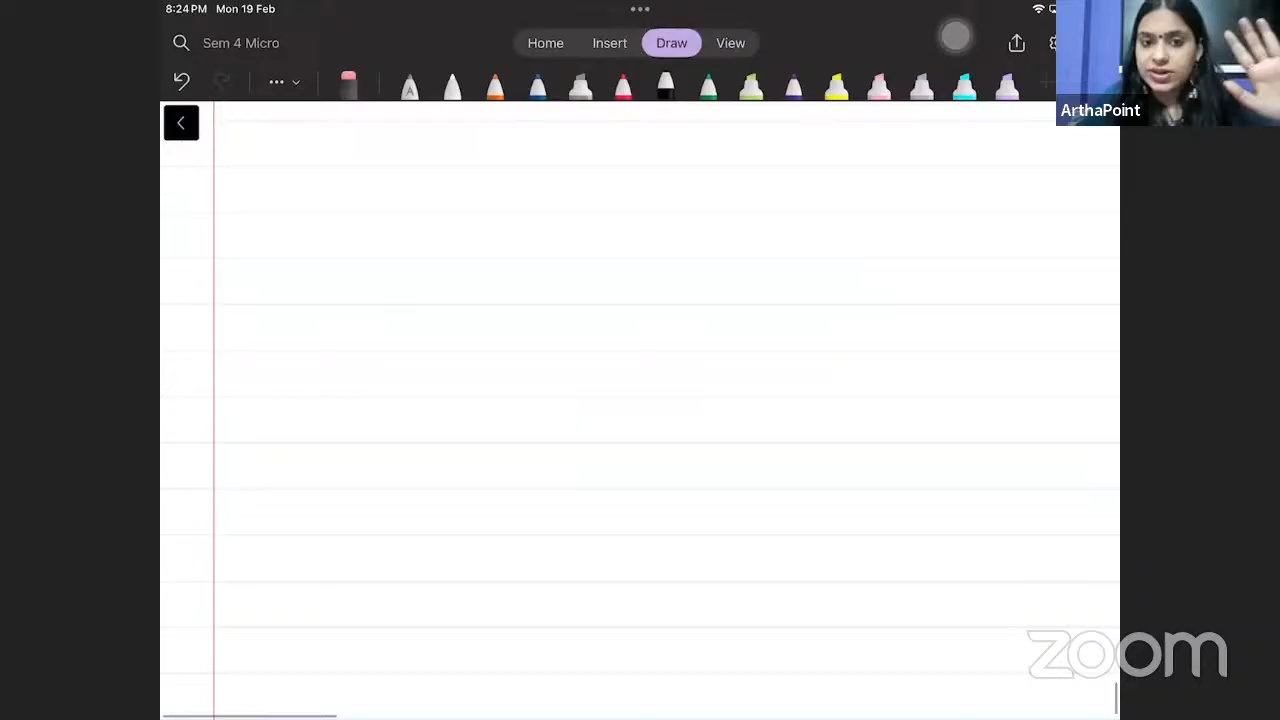 8:24 PM Mon 19 Feb
Sem 4 Micro
Home Insert Draw View
A
ArthaPoint
zoom